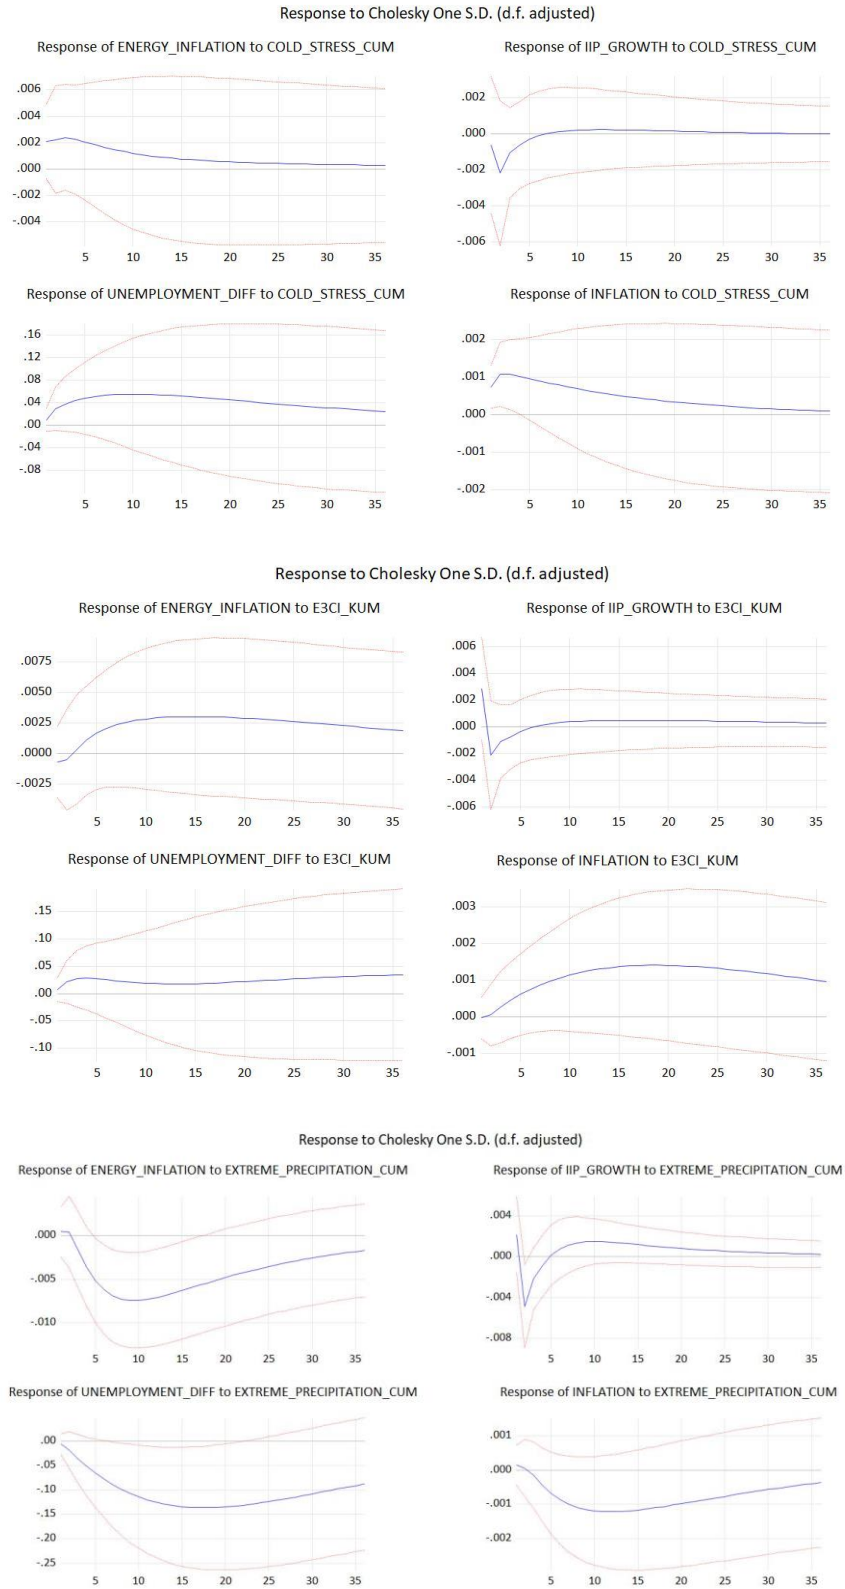 Response to Cholesky One S.D. (d.f. adjusted)
Response of ENERGY_INFLATION to COLD_STRESS_CUM
Response of IIP_GROWTH to COLD_STRESS_CUM
.006
.004
.002
.000
-.002
-.004
5 10 15 20 25 30 35
.002
.000
-.002
-.004
-.006
5 10 15 20 25 30 35
Response of UNEMPLOYMENT_DIFF to COLD_STRESS_CUM
Response of INFLATION to COLD_STRESS_CUM
.16
.12
.08
.04
.00
-.04
-.08
5 10 15 20 25 30 35
.002
.001
.000
-.001
-.002
5 10 15 20 25 30 35
Response to Cholesky One S.D. (d.f. adjusted)
Response of ENERGY_INFLATION to E3CI_KUM
Response of IIP_GROWTH to E3CI_KUM
.0075
.0050
.0025
.0000
-.0025
5 10 15 20 25 30 35
.006
.004
.002
.000
-.002
-.004
-.006
5 10 15 20 25 30 35
Response of UNEMPLOYMENT_DIFF to E3CI_KUM
Response of INFLATION to E3CI_KUM
.15
.10
.05
.00
-.05
-.10
5 10 15 20 25 30 35
.003
.002
.001
.000
-.001
5 10 15 20 25 30 35
Response to Cholesky One S.D. (d.f. adjusted)
Response of ENERGY_INFLATION to EXTREME_PRECIPITATION_CUM
Response of IIP_GROWTH to EXTREME_PRECIPITATION_CUM
.000
-.005
-.010
5 10 15 20 25 30 35
.004
.000
-.004
-.008
5 10 15 20 25 30 35
Response of UNEMPLOYMENT_DIFF to EXTREME_PRECIPITATION_CUM
Response of INFLATION to EXTREME_PRECIPITATION_CUM
.00
-.05
-.10
-.15
-.20
-.25
5 10 15 20 25 30 35
.001
.000
-.001
-.002
5 10 15 20 25 30 35